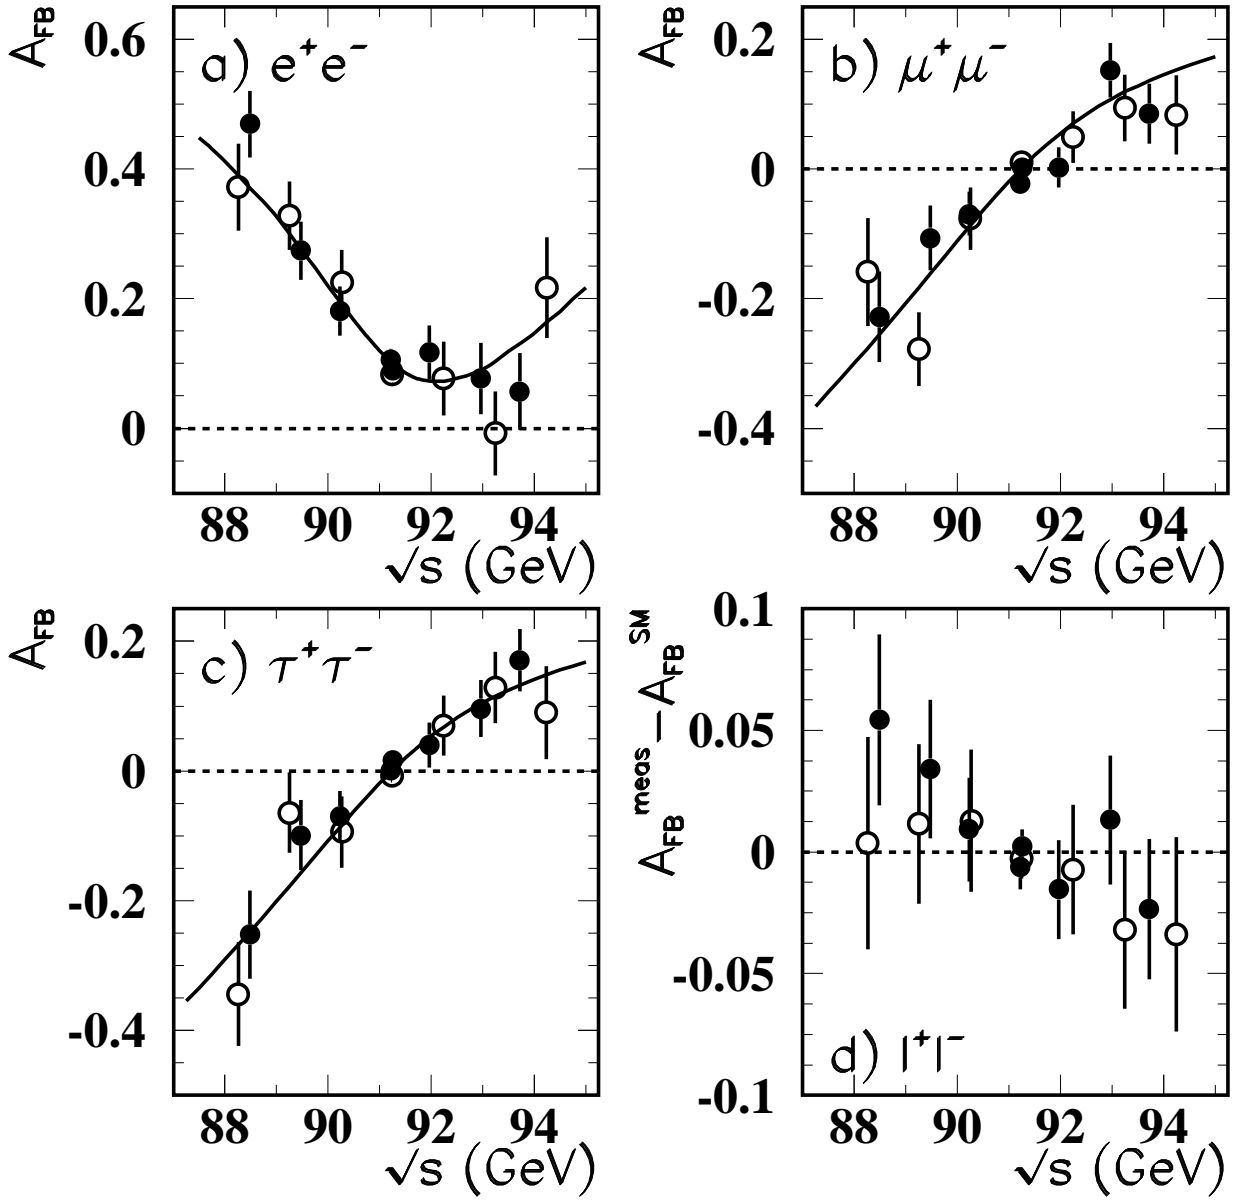 A_FB
0.6
0.4
0.2
0
a) e⁺e⁻
88 90 92 94
√s (GeV)
A_FB
0.2
0
-0.2
-0.4
b) μ⁺μ⁻
88 90 92 94
√s (GeV)
A_FB
0.2
0
-0.2
-0.4
c) τ⁺τ⁻
88 90 92 94
√s (GeV)
A_FB^meas − A_FB^SM
0.1
0.05
0
-0.05
-0.1
d) l⁺l⁻
88 90 92 94
√s (GeV)